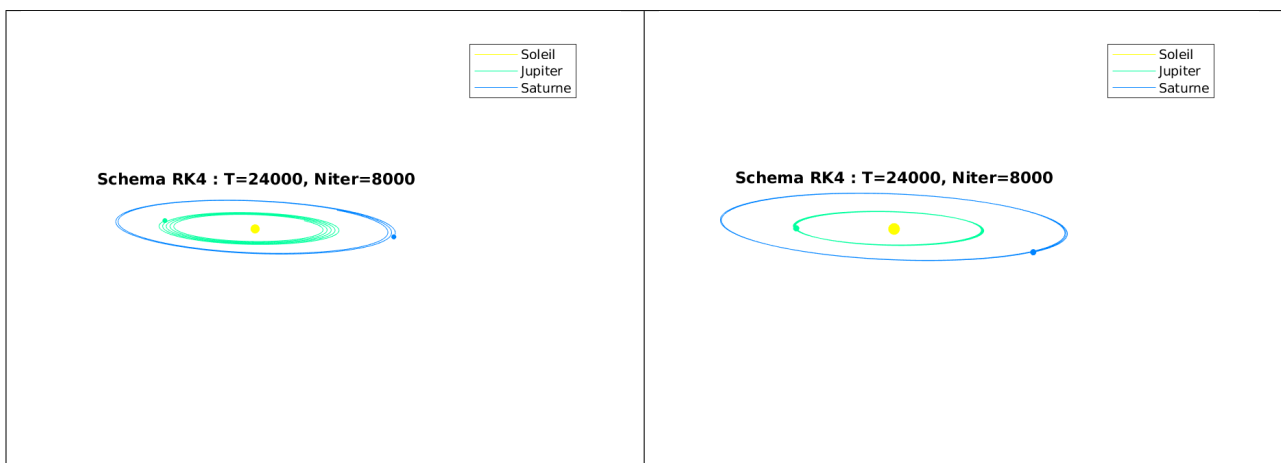 Soleil
Jupiter
Saturne
Schema RK4 : T=24000, Niter=8000
Soleil
Jupiter
Saturne
Schema RK4 : T=24000, Niter=8000